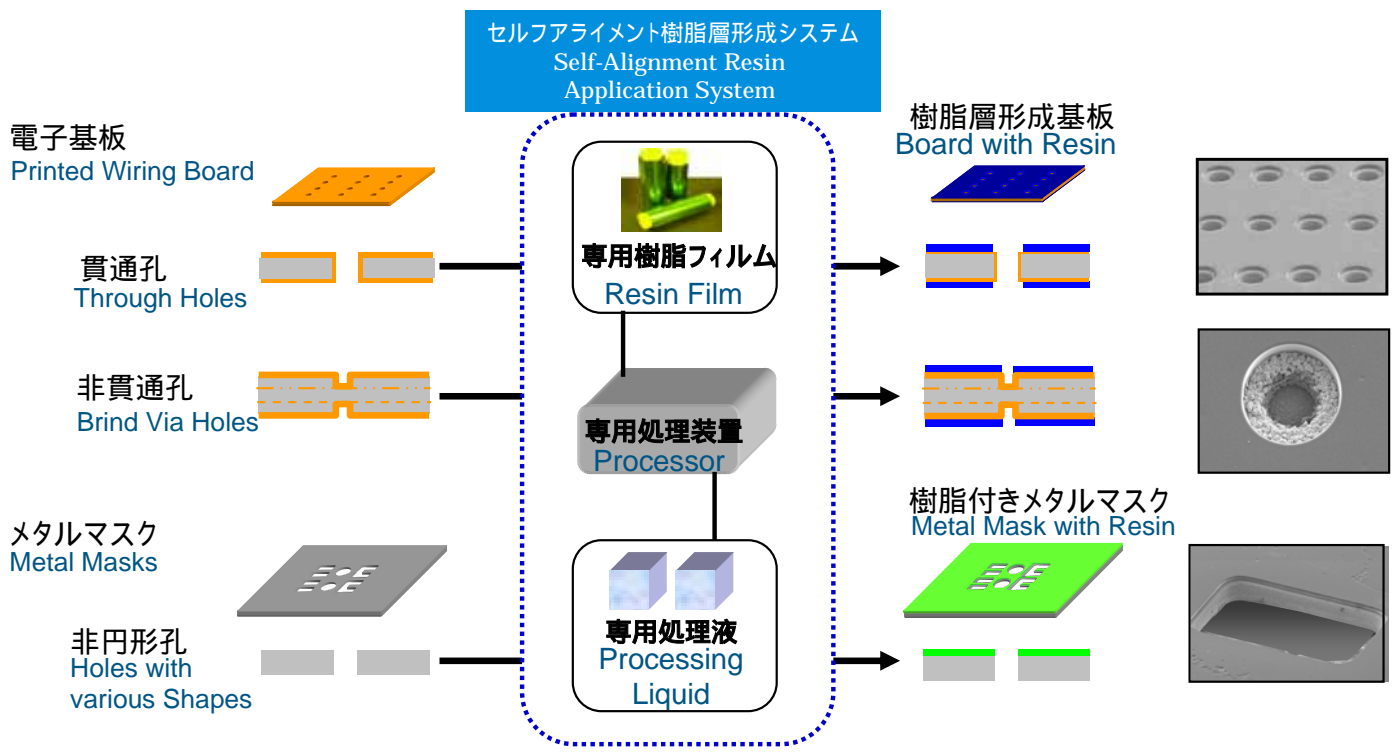 セルフアライメント樹脂層形成システム
Self-Alignment Resin
Application System
電子基板
Printed Wiring Board
貫通孔
Through Holes
非貫通孔
Brind Via Holes
メタルマスク
Metal Masks
非円形孔
Holes with
various Shapes
専用樹脂フィルム
Resin Film
専用処理装置
Processor
専用処理液
Processing
Liquid
樹脂層形成基板
Board with Resin
樹脂付きメタルマスク
Metal Mask with Resin